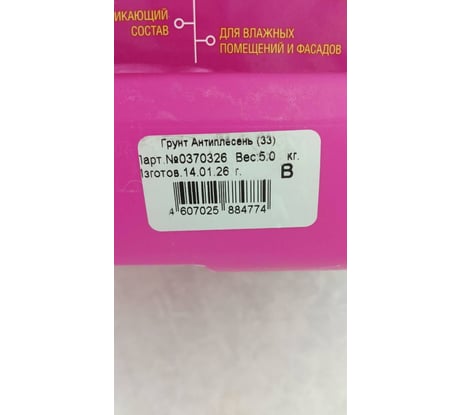 ИКАЮЩИЙ
СОСТАВ
ДЛЯ ВЛАЖНЫХ
ПОМЕЩЕНИЙ И ФАСАДОВ
Грунт Антиплесень (33)
Парт.№0370326 Вес:5.0 кг.
Изготов.14.01.26 г. В
4 607025 884774